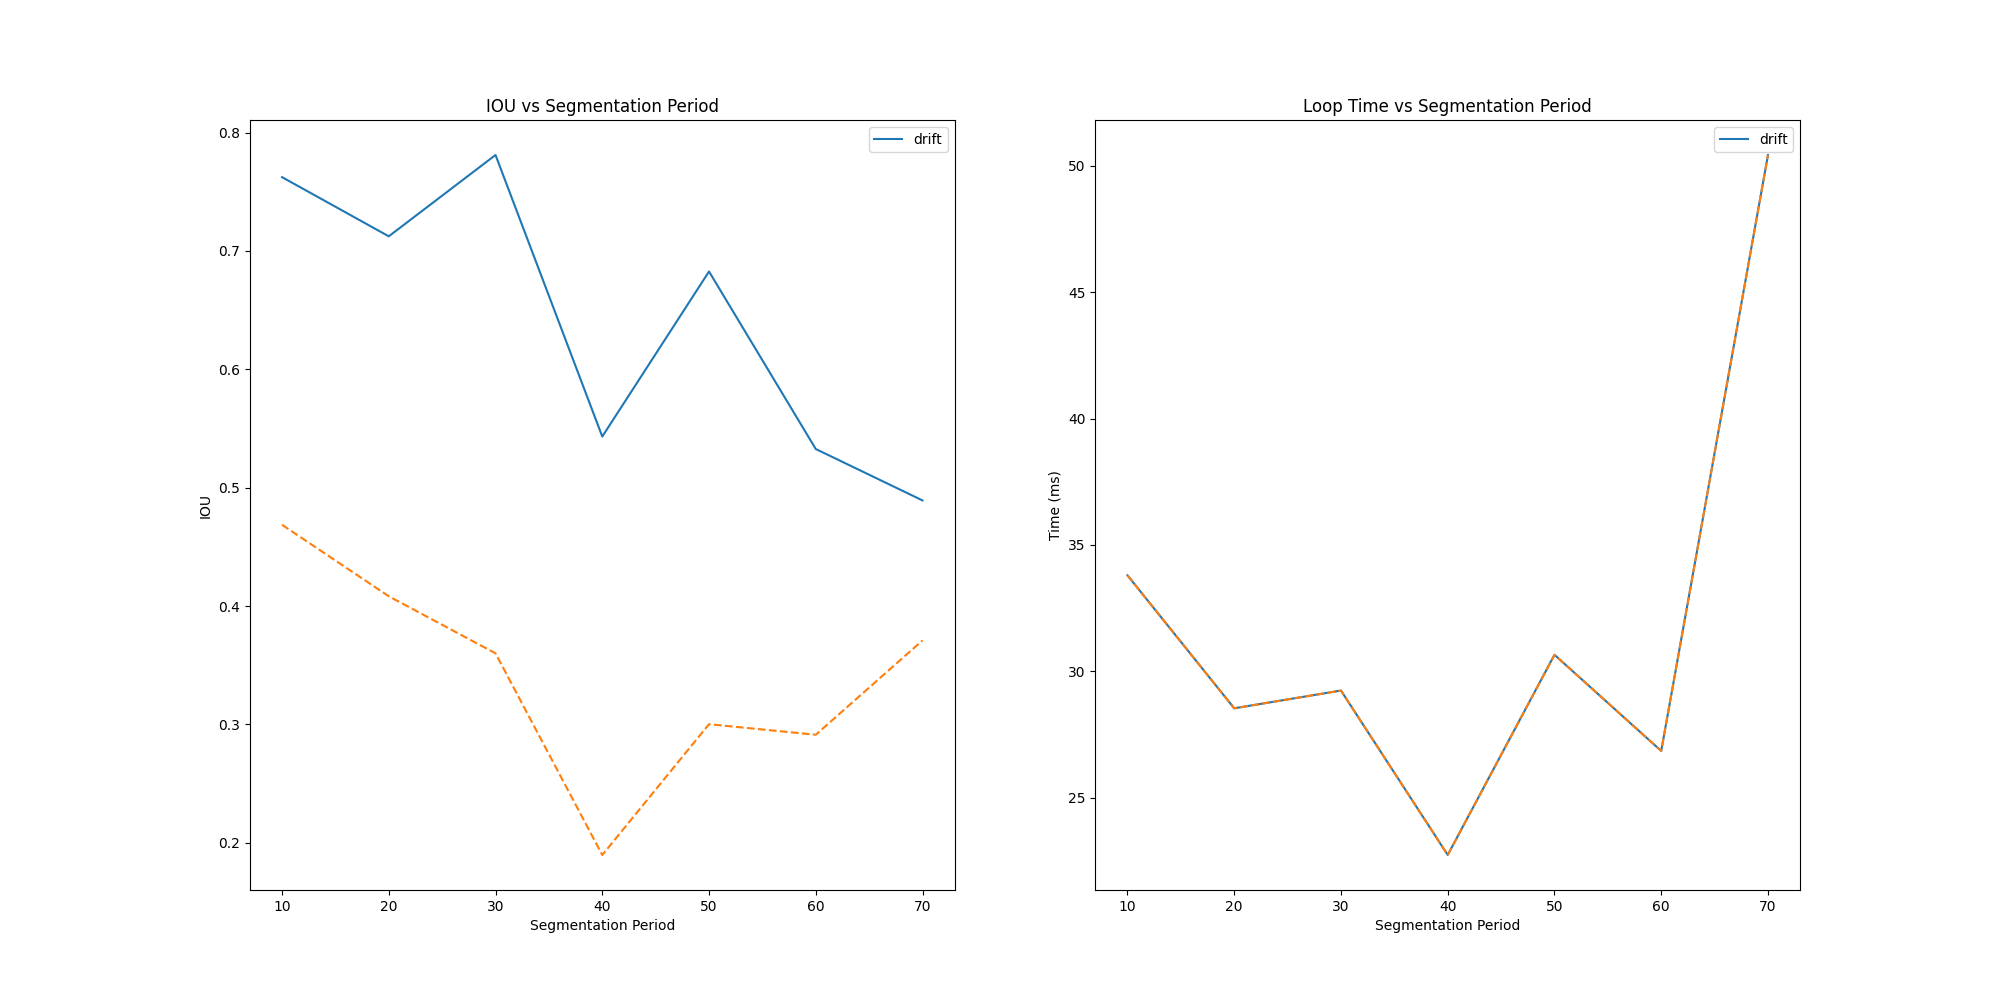 IOU vs Segmentation Period
drift
0.8
0.7
0.6
0.5
0.4
0.3
0.2
IOU
10 20 30 40 50 60 70
Segmentation Period
Loop Time vs Segmentation Period
drift
50
45
40
35
30
25
Time (ms)
10 20 30 40 50 60 70
Segmentation Period